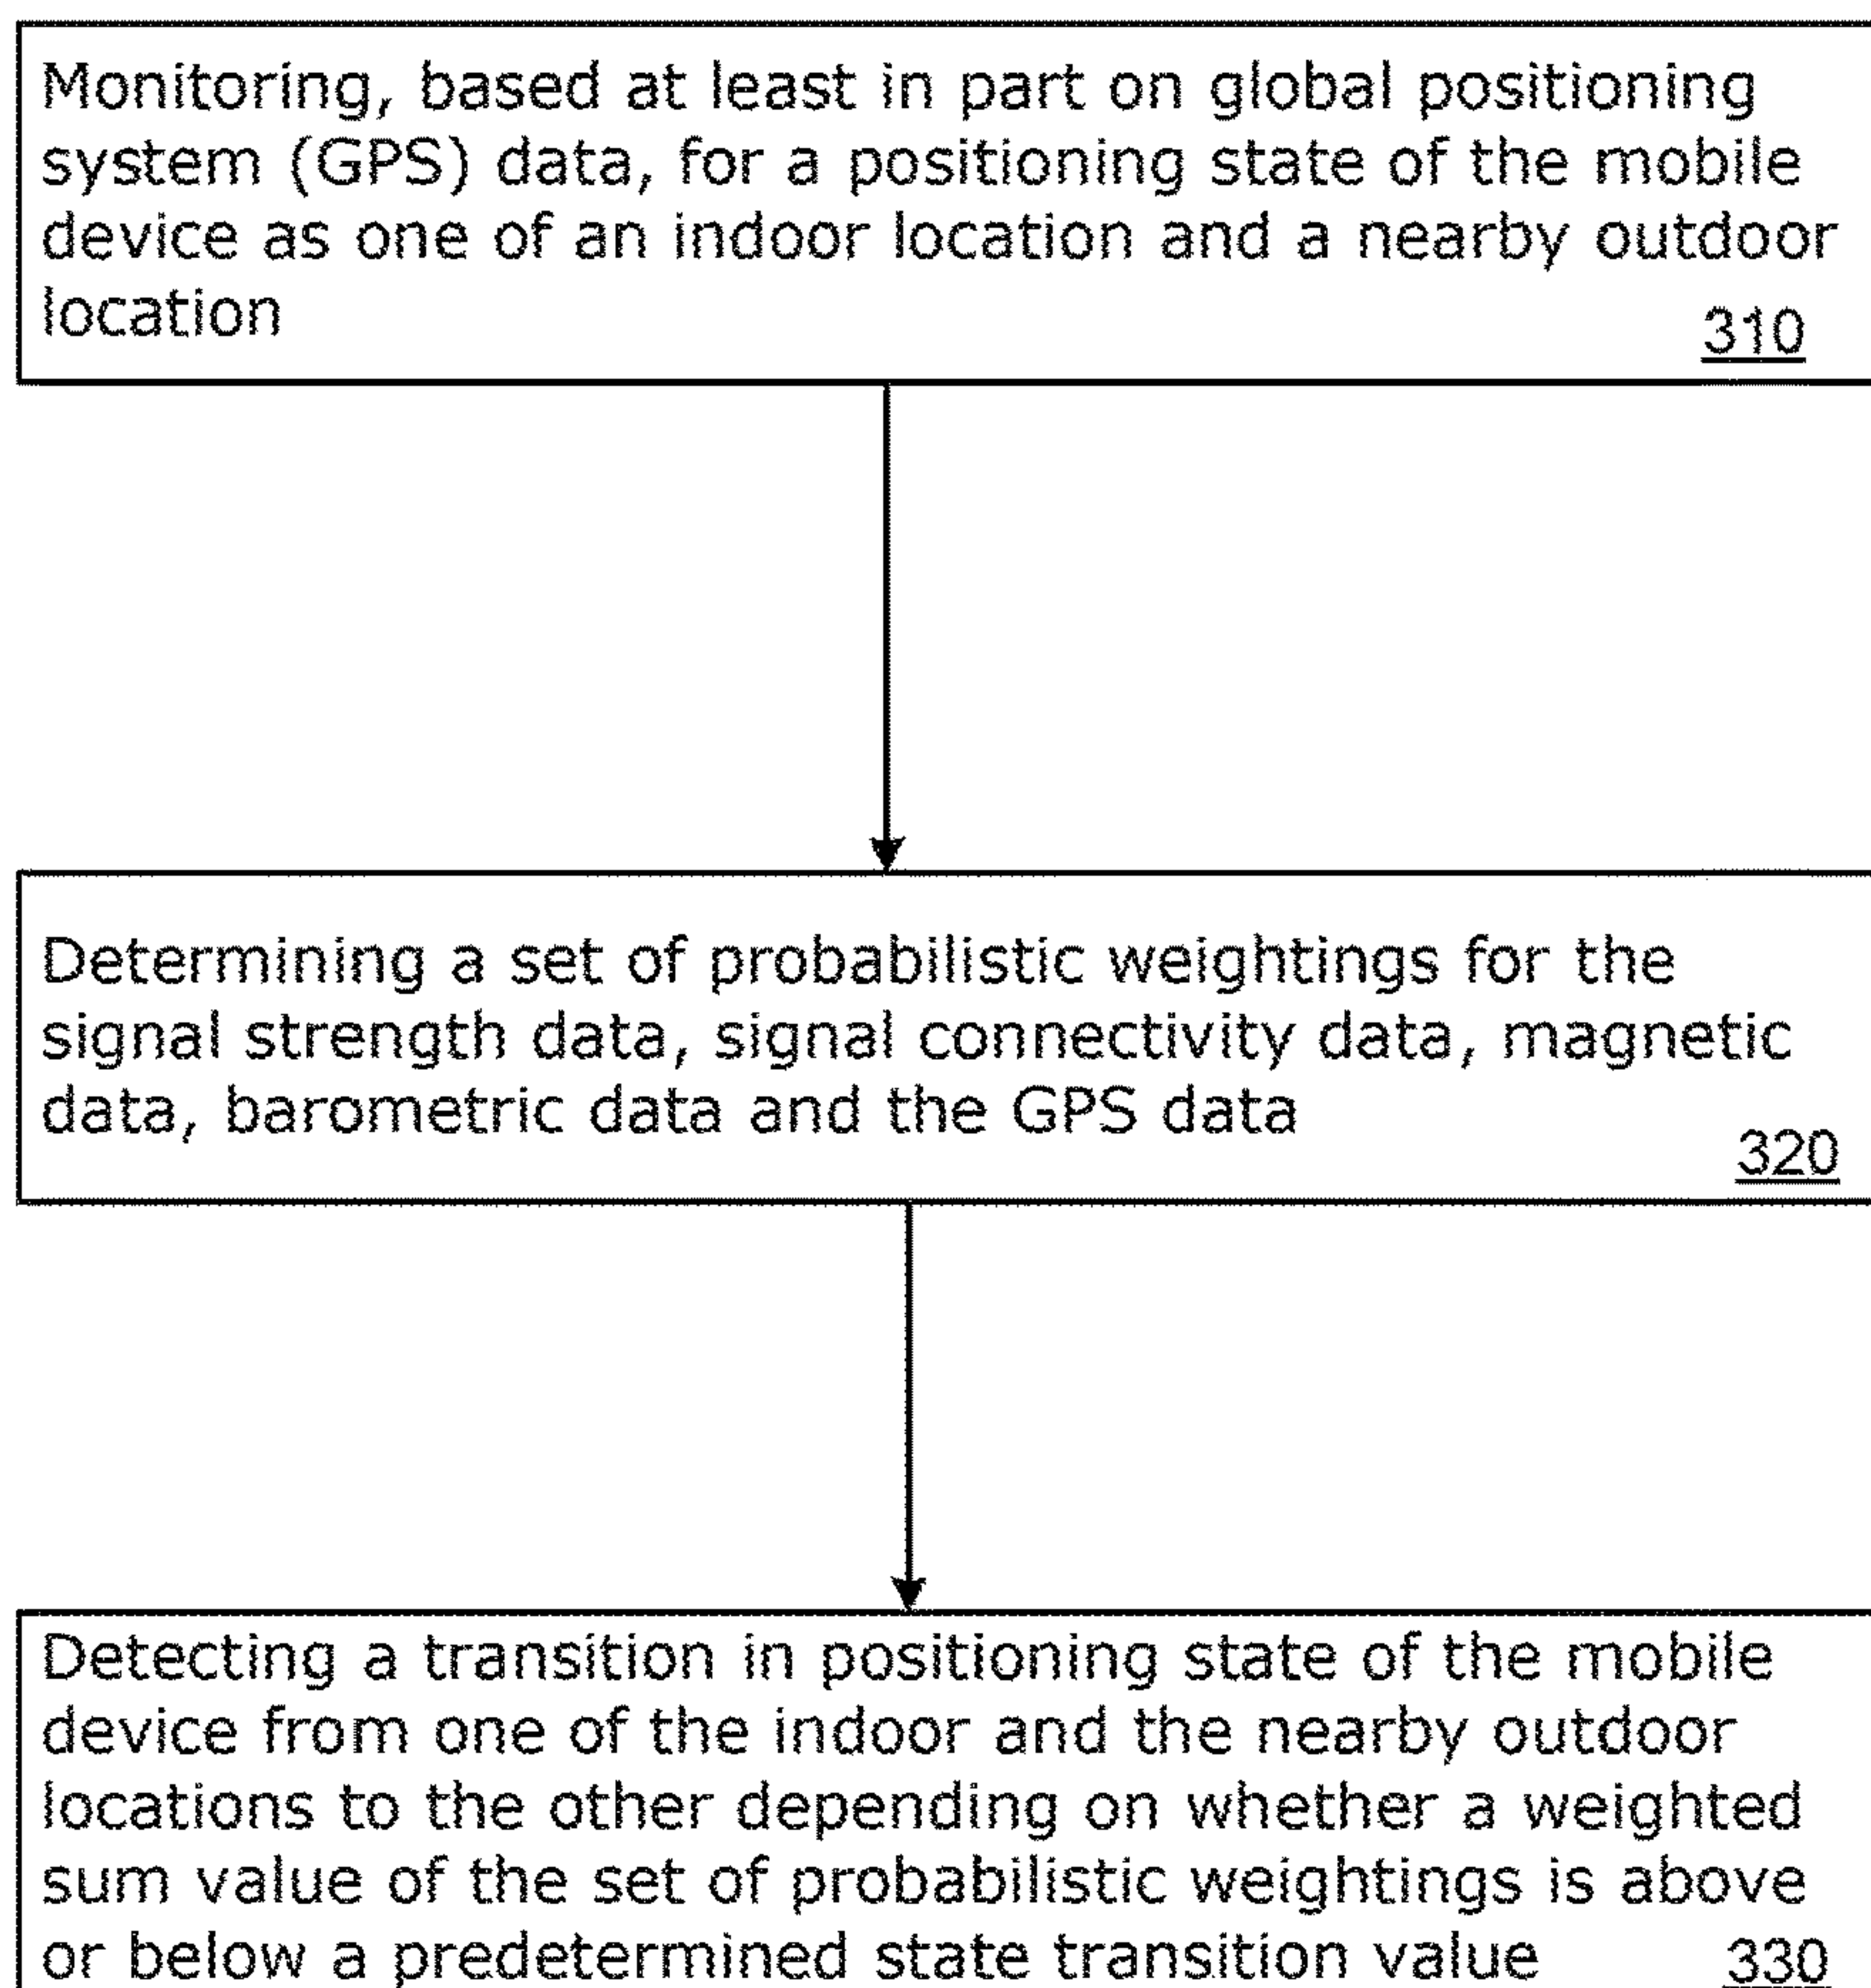 Monitoring, based at least in part on global positioning
system (GPS) data, for a positioning state of the mobile
device as one of an indoor location and a nearby outdoor
location
310
Determining a set of probabilistic weightings for the
signal strength data, signal connectivity data, magnetic
data, barometric data and the GPS data
320
Detecting a transition in positioning state of the mobile
device from one of the indoor and the nearby outdoor
locations to the other depending on whether a weighted
sum value of the set of probabilistic weightings is above
or below a predetermined state transition value
330